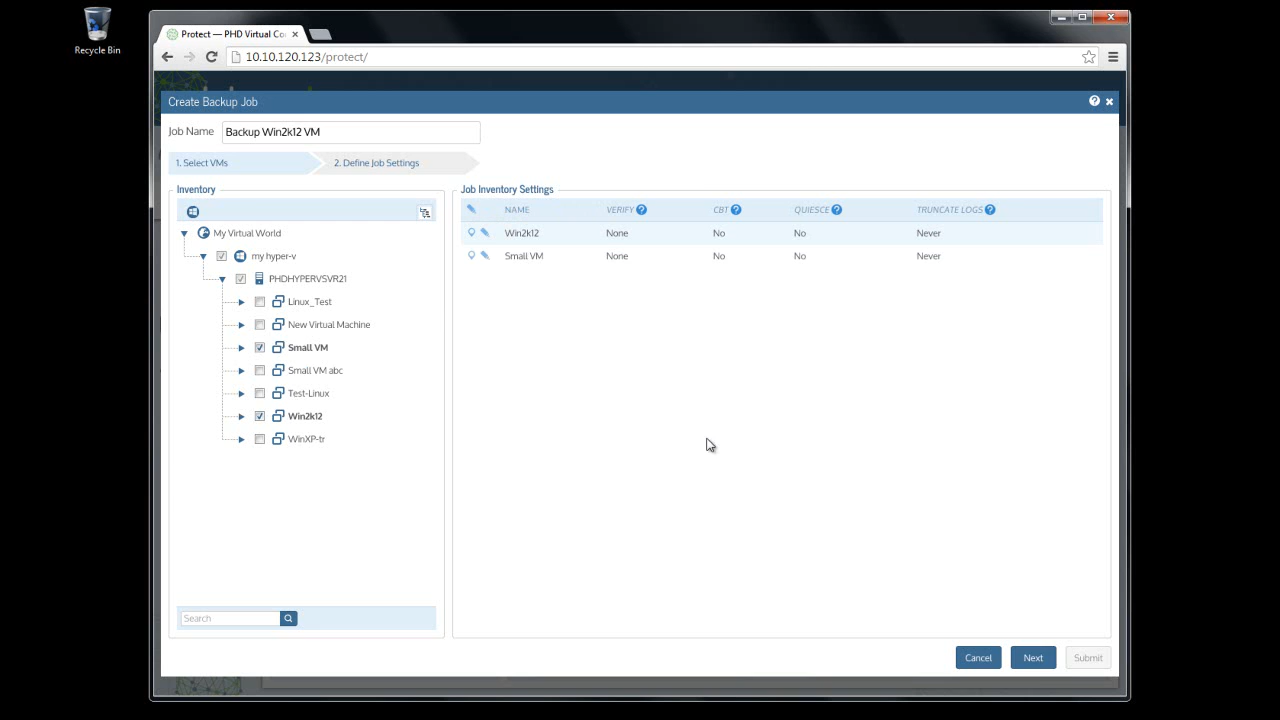 Recycle Bin
Protect — PHD Virtual Co
10.10.120.123/protect/
Create Backup Job
Job Name Backup Win2k12 VM
1. Select VMs 2. Define Job Settings
Inventory
My Virtual World
my hyper-v
PHDHYPERVSVR21
Linux_Test
New Virtual Machine
Small VM
Small VM abc
Test-Linux
Win2k12
WinXP-tr
Search
Job Inventory Settings
NAME VERIFY ? CBT ? QUIESCE ? TRUNCATE LOGS ?
Win2k12 None No No Never
Small VM None No No Never
Cancel Next Submit